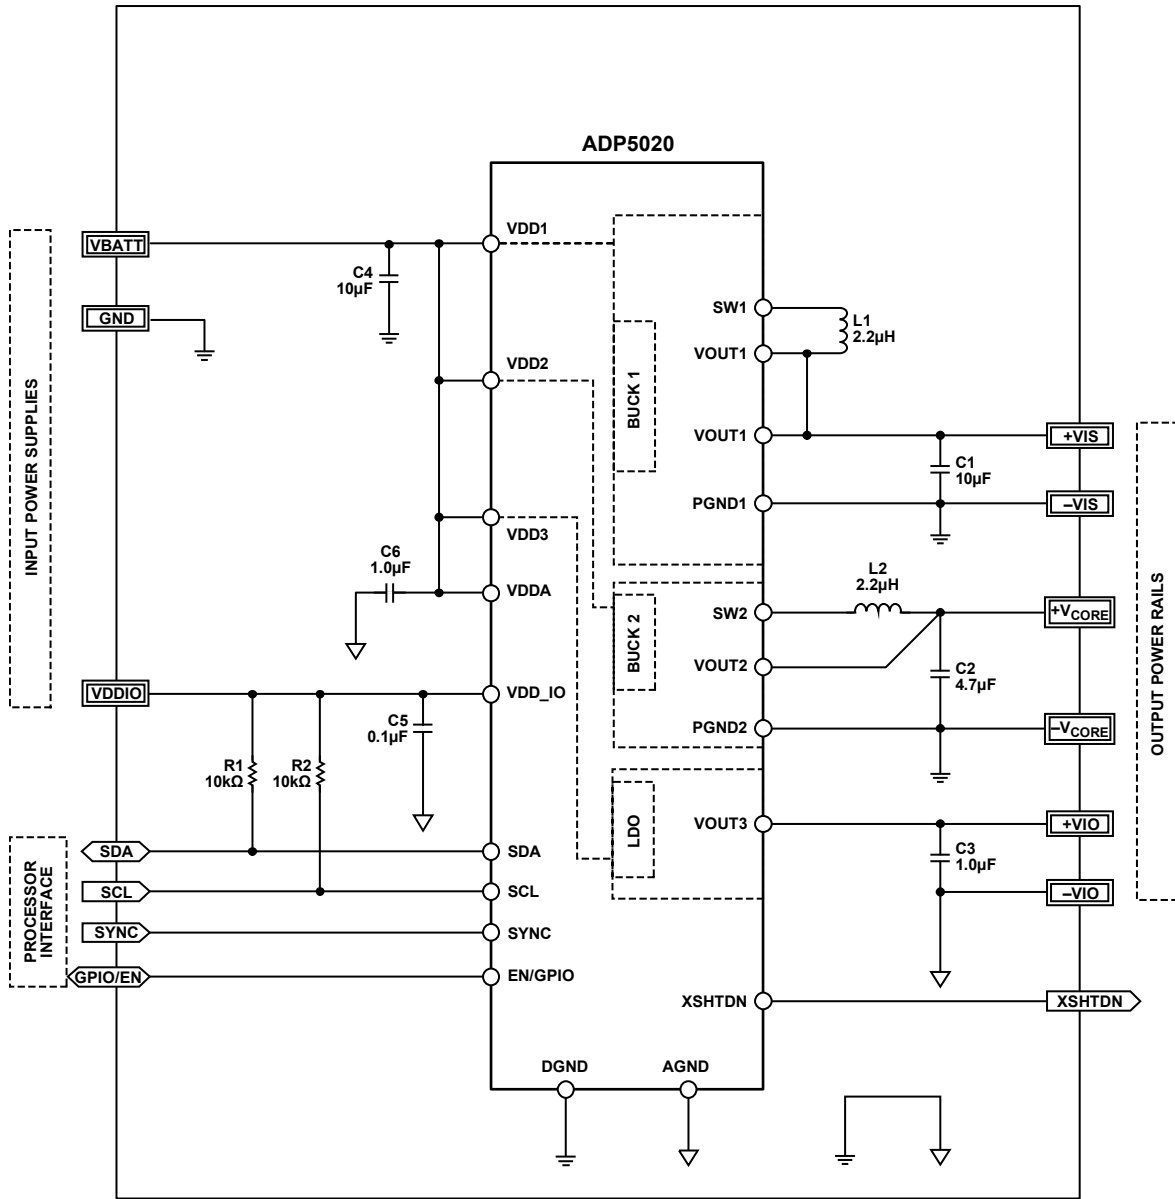 ADP5020
VBATT
VDD1
C4
10µF
GND
SW1
L1
2.2µH
VOUT1
VDD2
BUCK 1
INPUT POWER SUPPLIES
VOUT1
+VIS
C1
10µF
PGND1
–VIS
VDD3
C6
1.0µF
VDDA
L2
2.2µH
SW2
+VCORE
BUCK 2
VOUT2
C2
4.7µF
OUTPUT POWER RAILS
VDDIO
VDD_IO
C5
0.1µF
PGND2
–VCORE
R1
10kΩ
R2
10kΩ
LDO
VOUT3
+VIO
C3
1.0µF
PROCESSOR
INTERFACE
SDA
SDA
SCL
SCL
–VIO
SYNC
SYNC
GPIO/EN
EN/GPIO
XSHTDN
XSHTDN
DGND
AGND